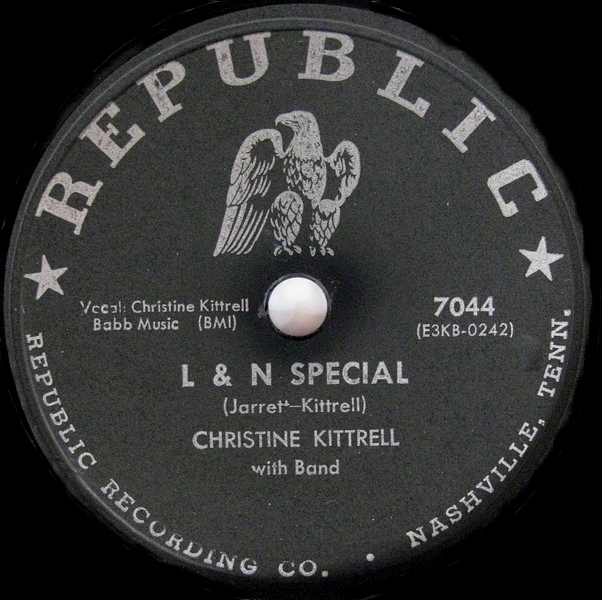 REPUBLIC
Vocal: Christine Kittrell
Babb Music (BMI)
7044
(E3KB-0242)
L & N SPECIAL
(Jarrett-Kittrell)
CHRISTINE KITTRELL
with Band
REPUBLIC RECORDING CO. • NASHVILLE, TENN.